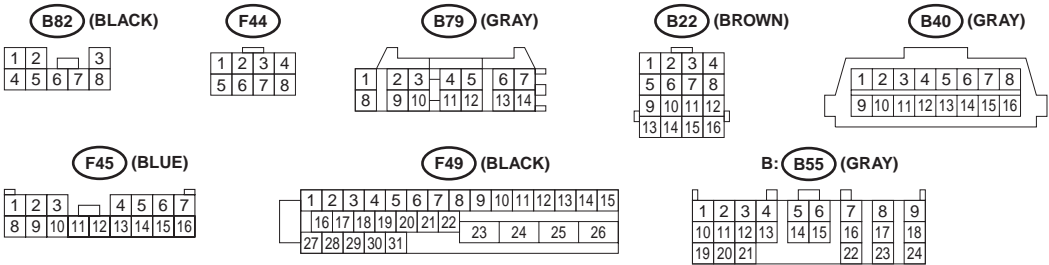 B82 (BLACK)
F44
B79 (GRAY)
B22 (BROWN)
B40 (GRAY)
1 2 3
4 5 6 7 8
1 2 3 4
5 6 7 8
1 2 3 4 5 6 7
8 9 10 11 12 13 14
1 2 3 4
5 6 7 8
9 10 11 12
13 14 15 16
1 2 3 4 5 6 7 8
9 10 11 12 13 14 15 16
F45 (BLUE)
F49 (BLACK)
B: B55 (GRAY)
1 2 3 4 5 6 7
8 9 10 11 12 13 14 15 16
1 2 3 4 5 6 7 8 9 10 11 12 13 14 15
16 17 18 19 20 21 22 23 24 25 26
27 28 29 30 31
1 2 3 4 5 6 7 8 9
10 11 12 13 14 15 16 17 18
19 20 21 22 23 24